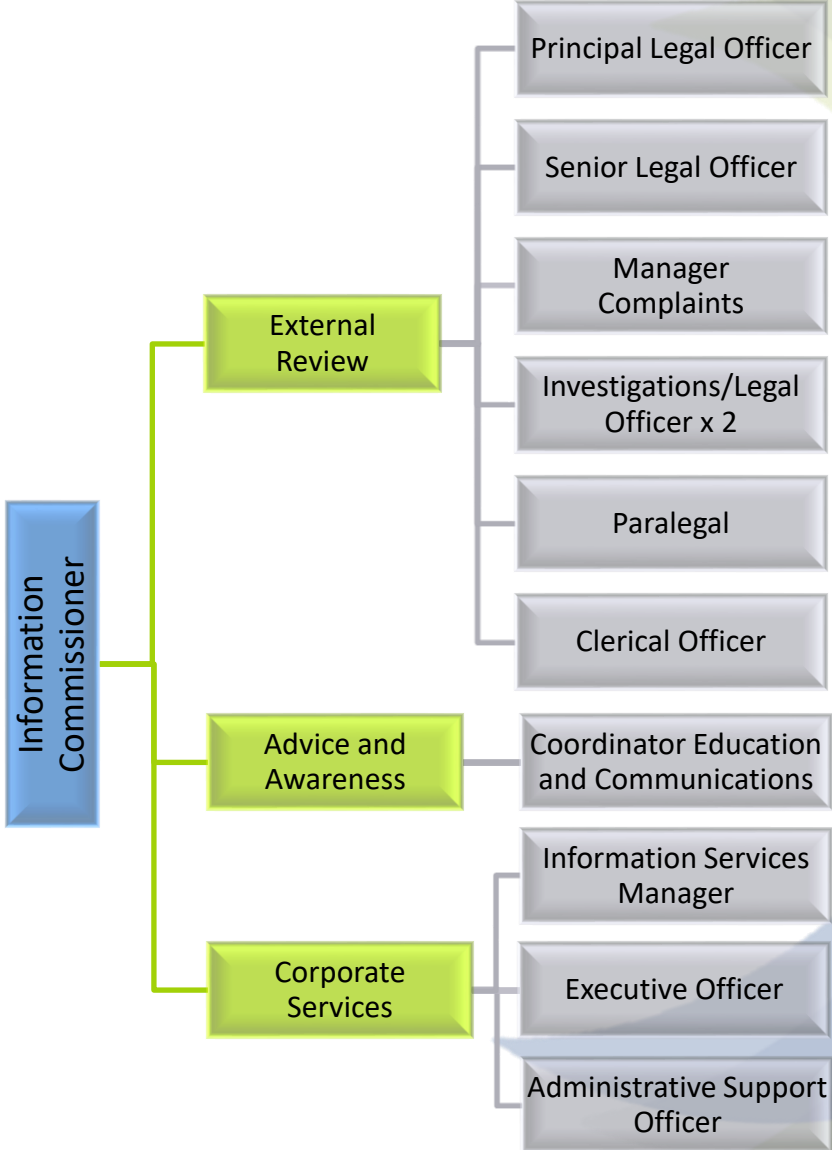 Information
Commissioner
External
Review
Principal Legal Officer
Senior Legal Officer
Manager
Complaints
Investigations/Legal
Officer x 2
Paralegal
Clerical Officer
Advice and
Awareness
Coordinator Education
and Communications
Corporate
Services
Information Services
Manager
Executive Officer
Administrative Support
Officer